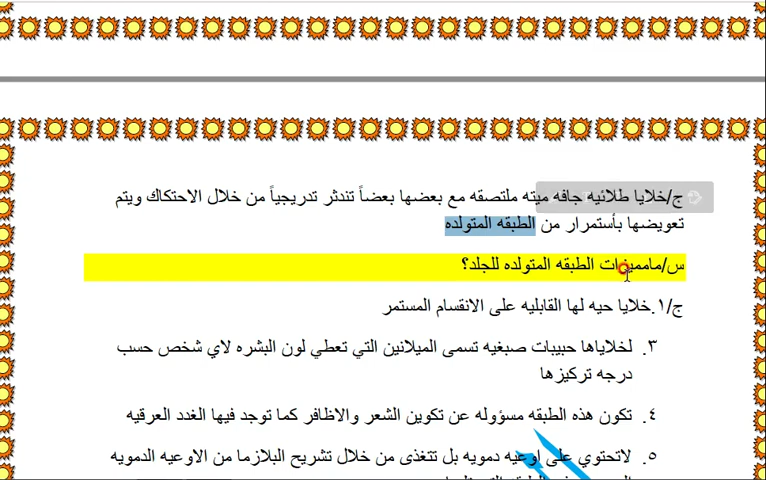 ج/خلايا طلائيه جافه ميته ملتصقه مع بعضها بعضاً تندثر تدريجياً من خلال الاحتكاك ويتم
تعويضها بأستمرار من الطبقه المتولده
س/مامميزات الطبقه المتولده للجلد؟
ج/١.خلايا حيه لها القابليه على الانقسام المستمر
٣. لخلاياها حبيبات صبغيه تسمى الميلانين التي تعطي لون البشره لاي شخص حسب
درجه تركيزها
٤. تكون هذه الطبقه مسؤوله عن تكوين الشعر والاظافر كما توجد فيها الغدد العرقيه
٥. لاتحتوي على اوعيه دمويه بل تتغذى من خلال تشريح البلازما من الاوعيه الدمويه